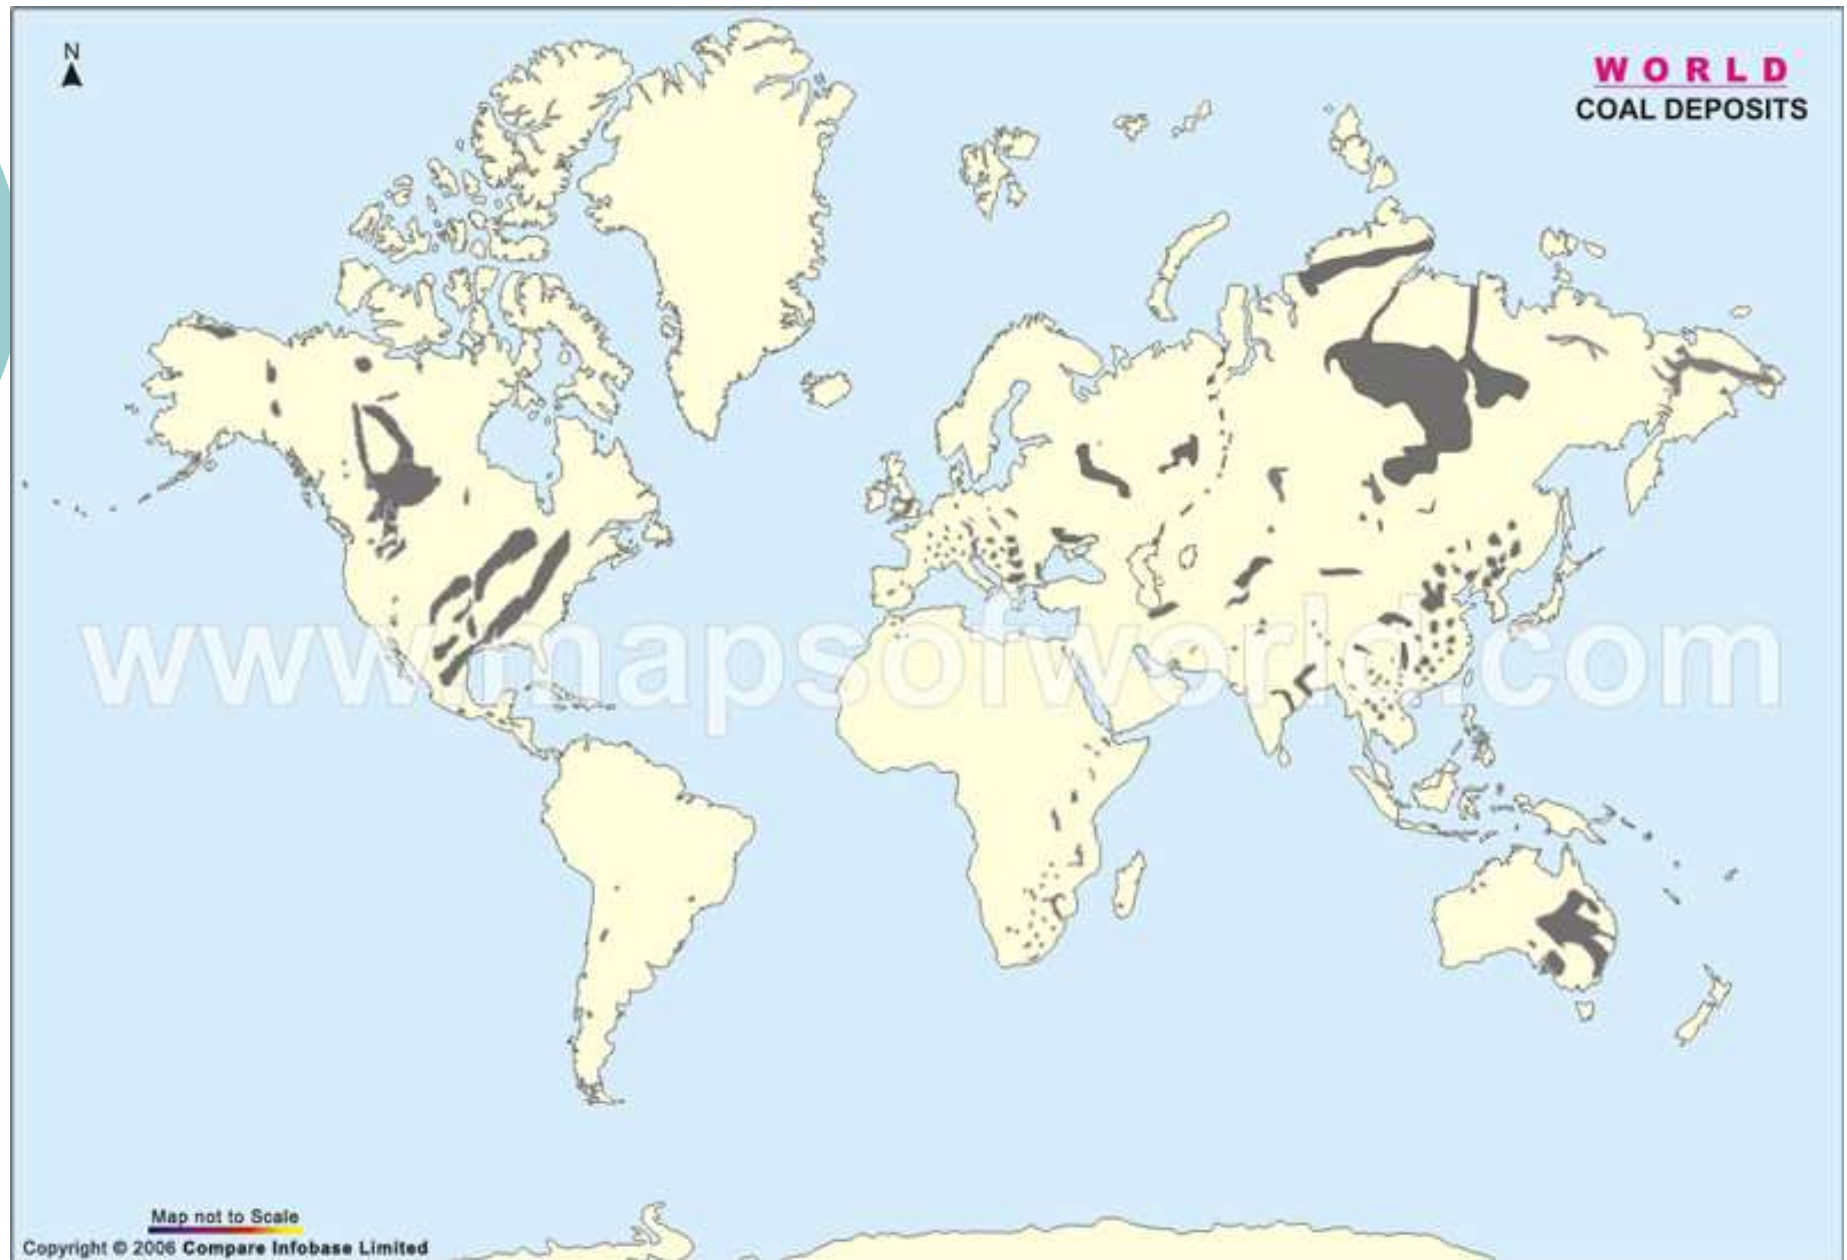 N
WORLD
COAL DEPOSITS
www.mapsofworld.com
Map not to Scale
Copyright © 2006 Compare Infobase Limited